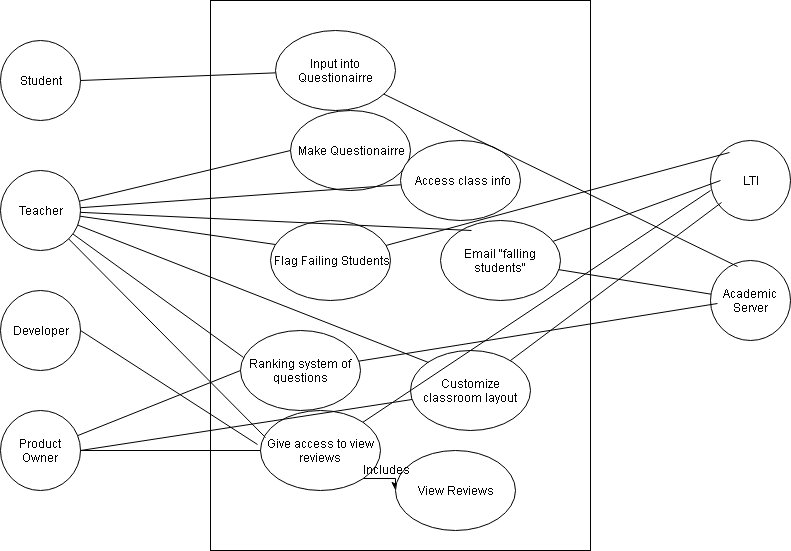 Student
Input into
Questionairre
Make Questionairre
Access class info
LTI
Teacher
Flag Failing Students
Email "falling
students"
Academic
Server
Developer
Ranking system of
questions
Customize
classroom layout
Product
Owner
Give access to view
reviews
Includes
View Reviews